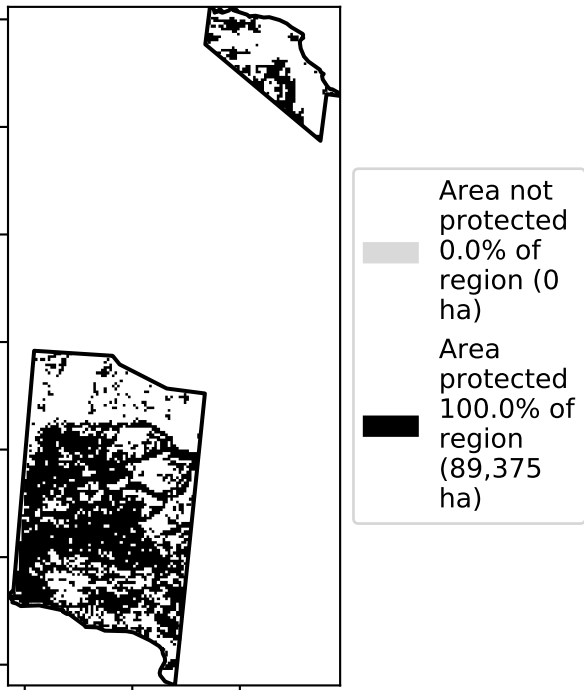 Area not
protected
0.0% of
region (0
ha)
Area
protected
100.0% of
region
(89,375
ha)